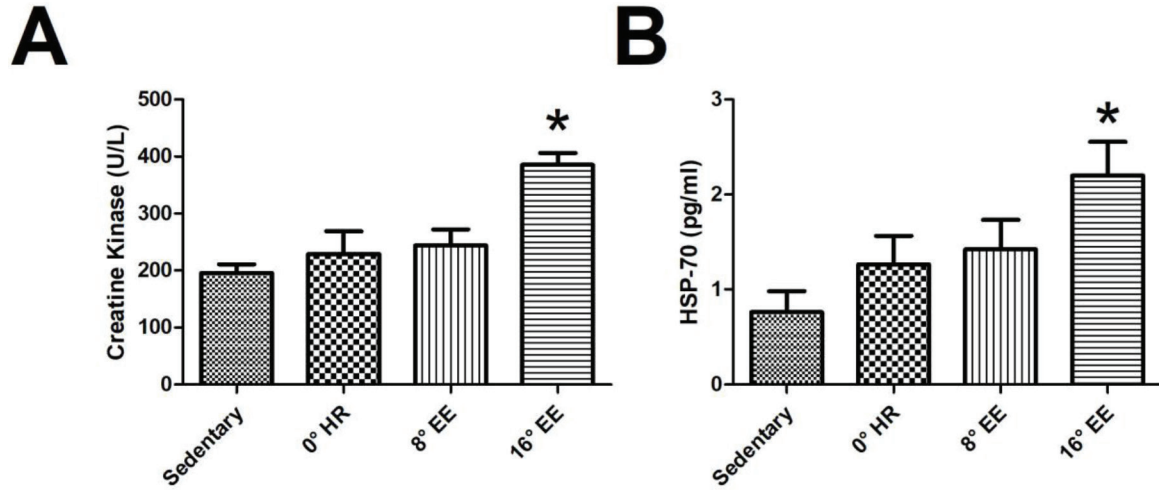 A
Creatine Kinase (U/L)
500
400
300
200
100
0
*
Sedentary
0° HR
8° EE
16° EE
B
HSP-70 (pg/ml)
3
2
1
0
*
Sedentary
0° HR
8° EE
16° EE